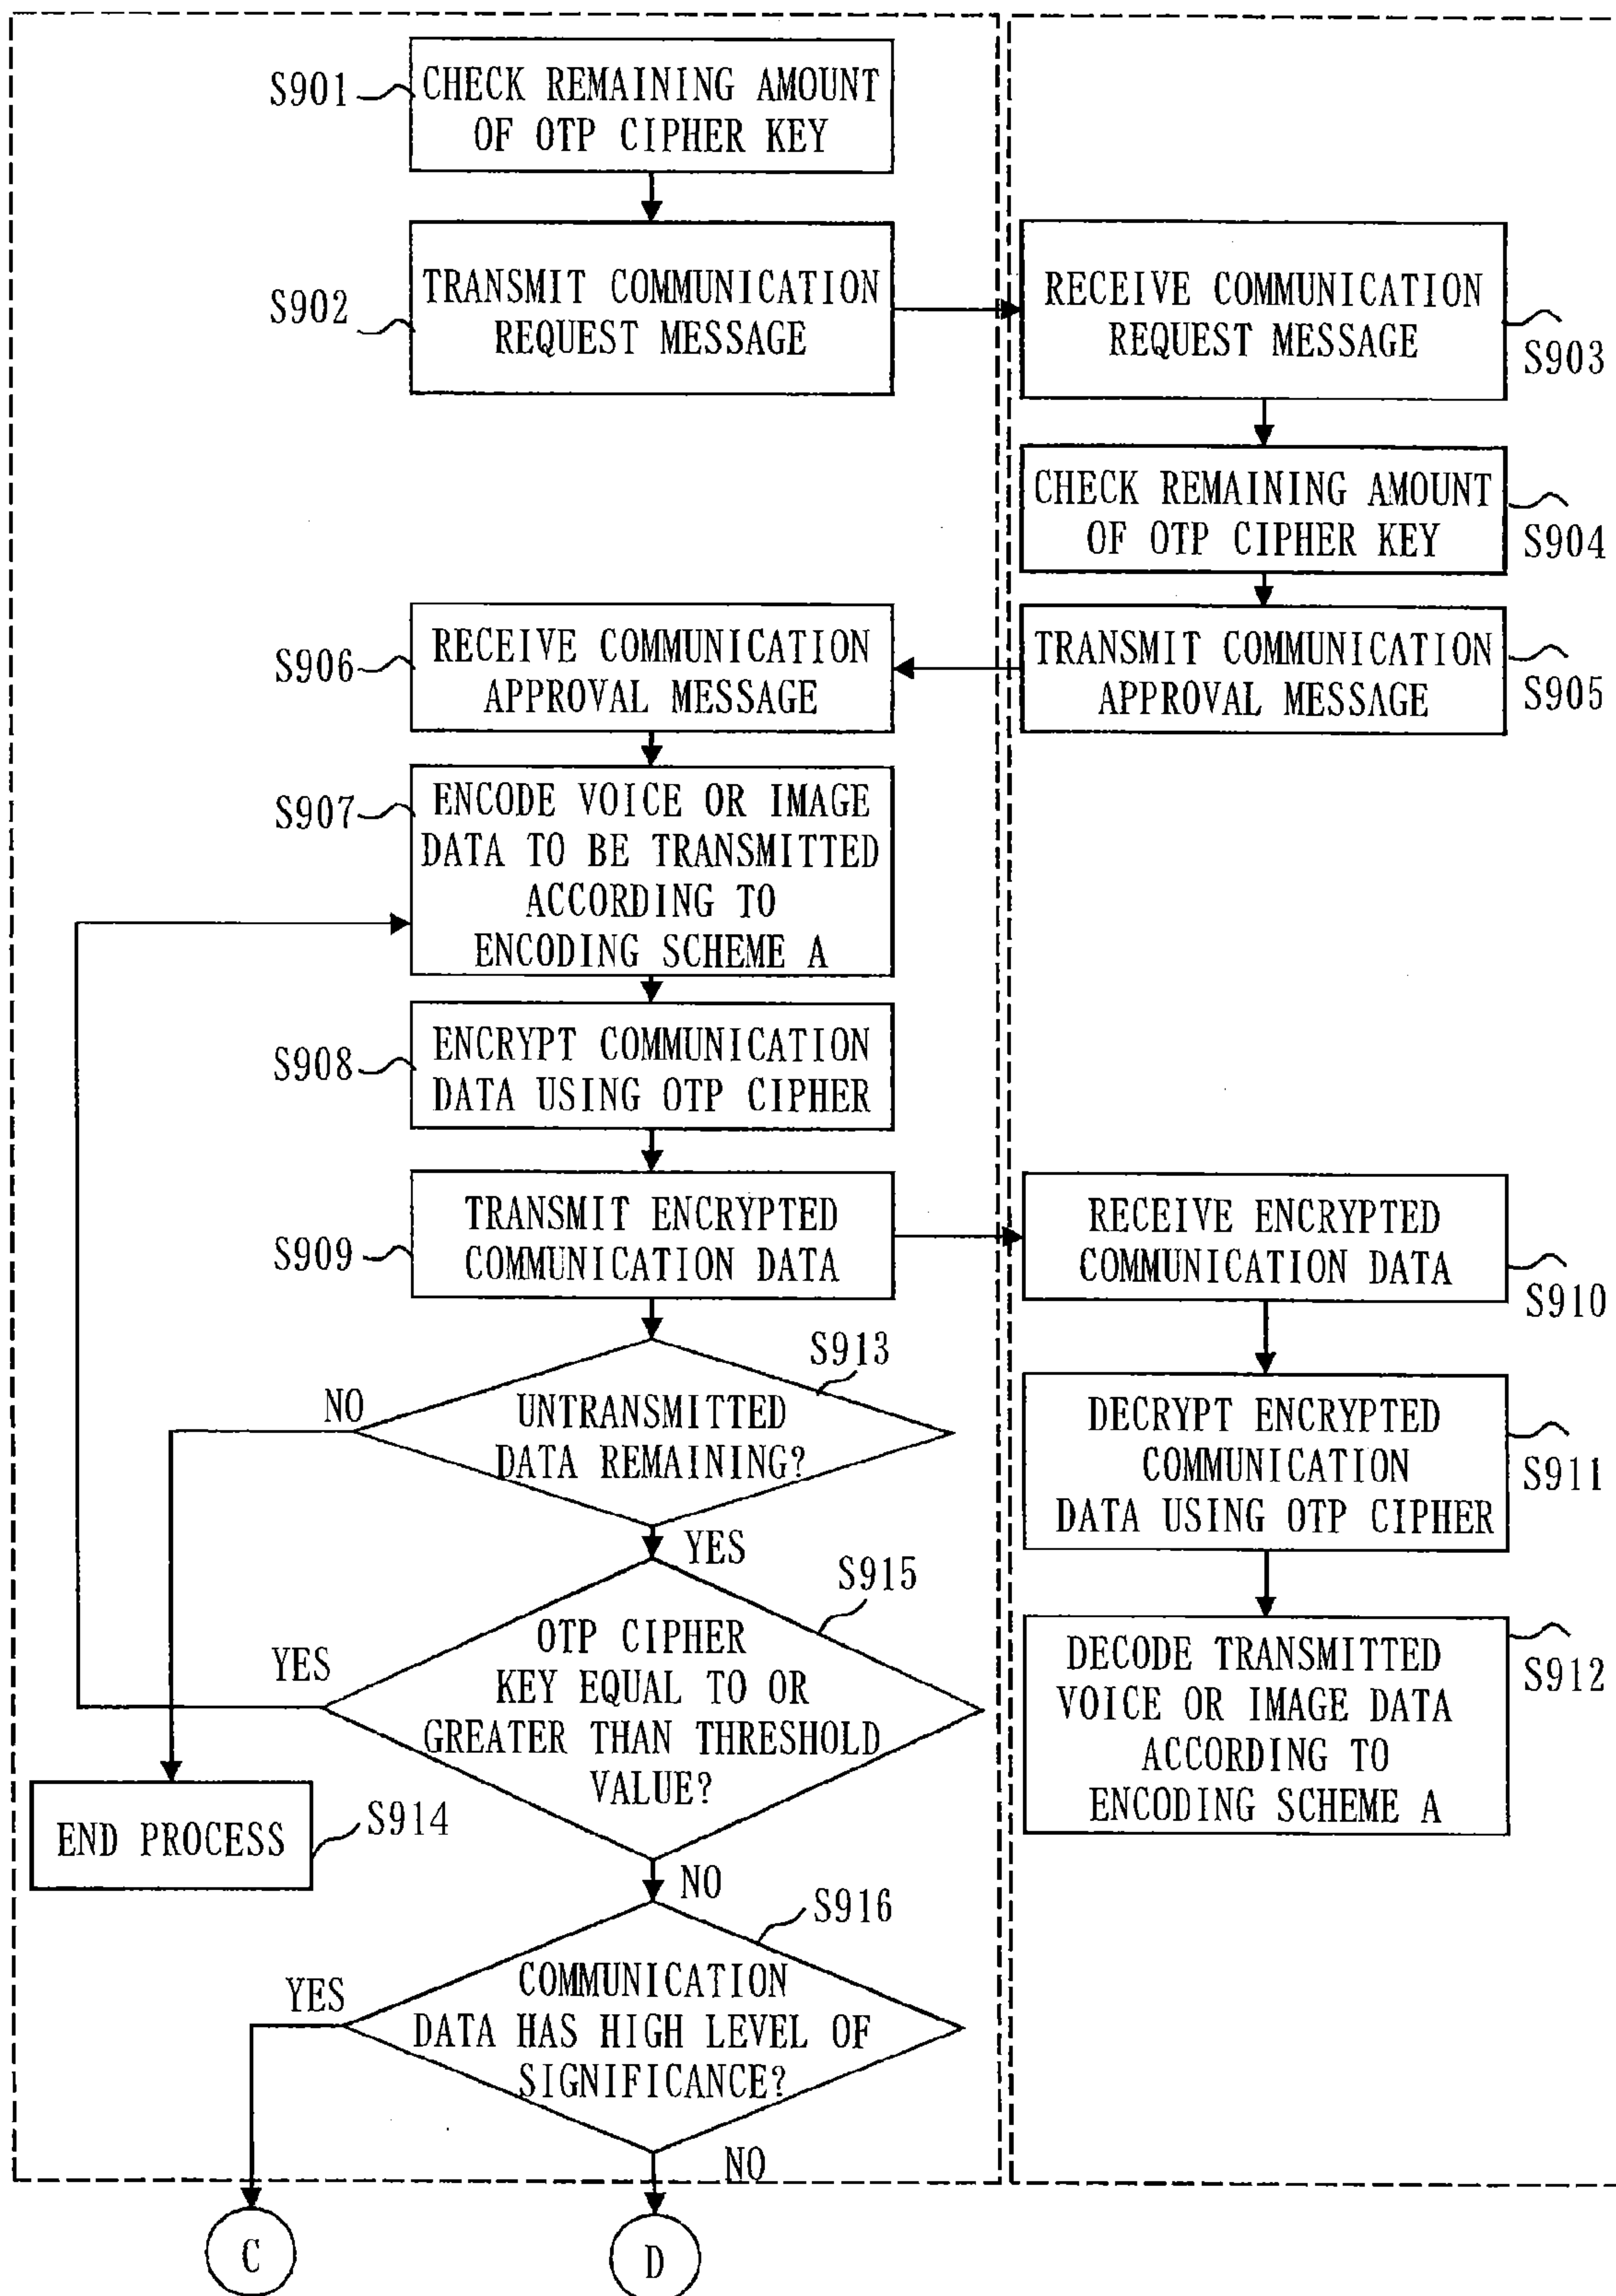 S901
CHECK REMAINING AMOUNT
OF OTP CIPHER KEY
S902
TRANSMIT COMMUNICATION
REQUEST MESSAGE
RECEIVE COMMUNICATION
REQUEST MESSAGE
S903
CHECK REMAINING AMOUNT
OF OTP CIPHER KEY
S904
TRANSMIT COMMUNICATION
APPROVAL MESSAGE
S905
S906
RECEIVE COMMUNICATION
APPROVAL MESSAGE
S907
ENCODE VOICE OR IMAGE
DATA TO BE TRANSMITTED
ACCORDING TO
ENCODING SCHEME A
S908
ENCRYPT COMMUNICATION
DATA USING OTP CIPHER
S909
TRANSMIT ENCRYPTED
COMMUNICATION DATA
RECEIVE ENCRYPTED
COMMUNICATION DATA
S910
DECRYPT ENCRYPTED
COMMUNICATION
DATA USING OTP CIPHER
S911
DECODE TRANSMITTED
VOICE OR IMAGE DATA
ACCORDING TO
ENCODING SCHEME A
S912
S913
NO
UNTRANSMITTED
DATA REMAINING?
YES
S915
YES
OTP CIPHER
KEY EQUAL TO OR
GREATER THAN THRESHOLD
VALUE?
END PROCESS
S914
NO
S916
YES
COMMUNICATION
DATA HAS HIGH LEVEL OF
SIGNIFICANCE?
NO
C
D